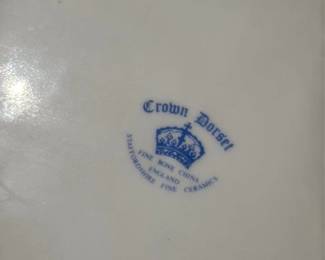 Crown Dorset
FINE BONE CHINA
ENGLAND
STAFFORDSHIRE FINE CERAMICS